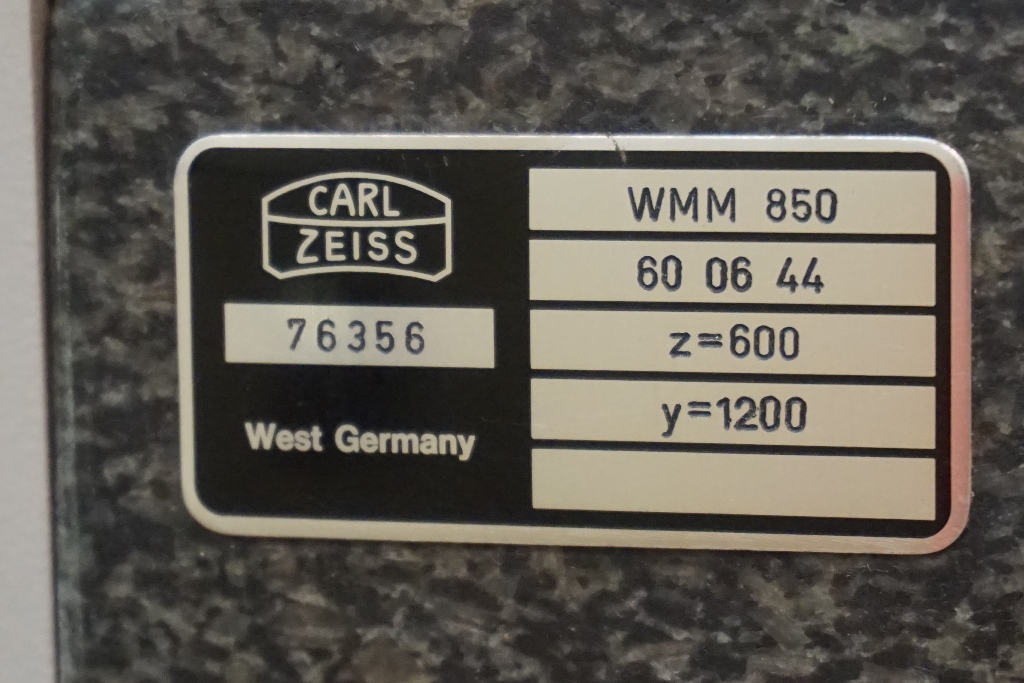 CARL
ZEISS
76356
West Germany
WMM 850
60 06 44
z=600
y=1200